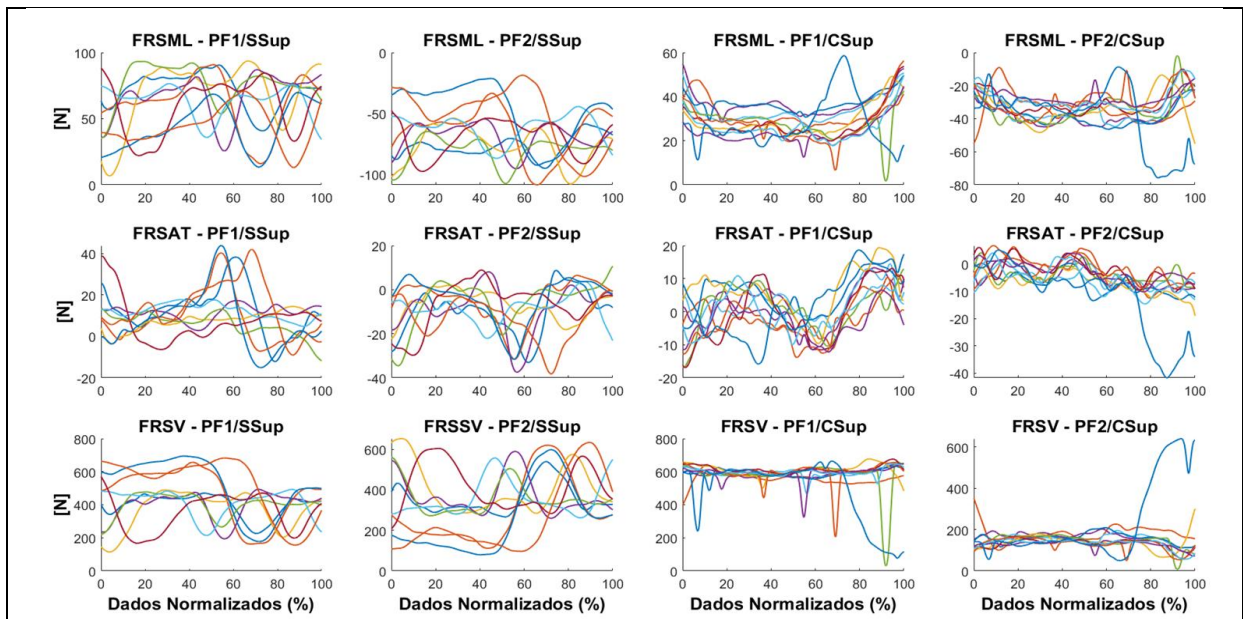 FRSML - PF1/SSup
FRSML - PF2/SSup
FRSML - PF1/CSup
FRSML - PF2/CSup
100
50
0
[N]
0 20 40 60 80 100
0
-50
-100
0 20 40 60 80 100
60
40
20
0
0 20 40 60 80 100
0
-20
-40
-60
-80
0 20 40 60 80 100
FRSAT - PF1/SSup
FRSAT - PF2/SSup
FRSAT - PF1/CSup
FRSAT - PF2/CSup
40
20
0
-20
[N]
0 20 40 60 80 100
20
0
-20
-40
0 20 40 60 80 100
20
10
0
-10
-20
0 20 40 60 80 100
0
-10
-20
-30
-40
0 20 40 60 80 100
FRSV - PF1/SSup
FRSSV - PF2/SSup
FRSV - PF1/CSup
FRSV - PF2/CSup
800
600
400
200
0
[N]
0 20 40 60 80 100
600
400
200
0
0 20 40 60 80 100
800
600
400
200
0
0 20 40 60 80 100
600
400
200
0
0 20 40 60 80 100
Dados Normalizados (%)
Dados Normalizados (%)
Dados Normalizados (%)
Dados Normalizados (%)